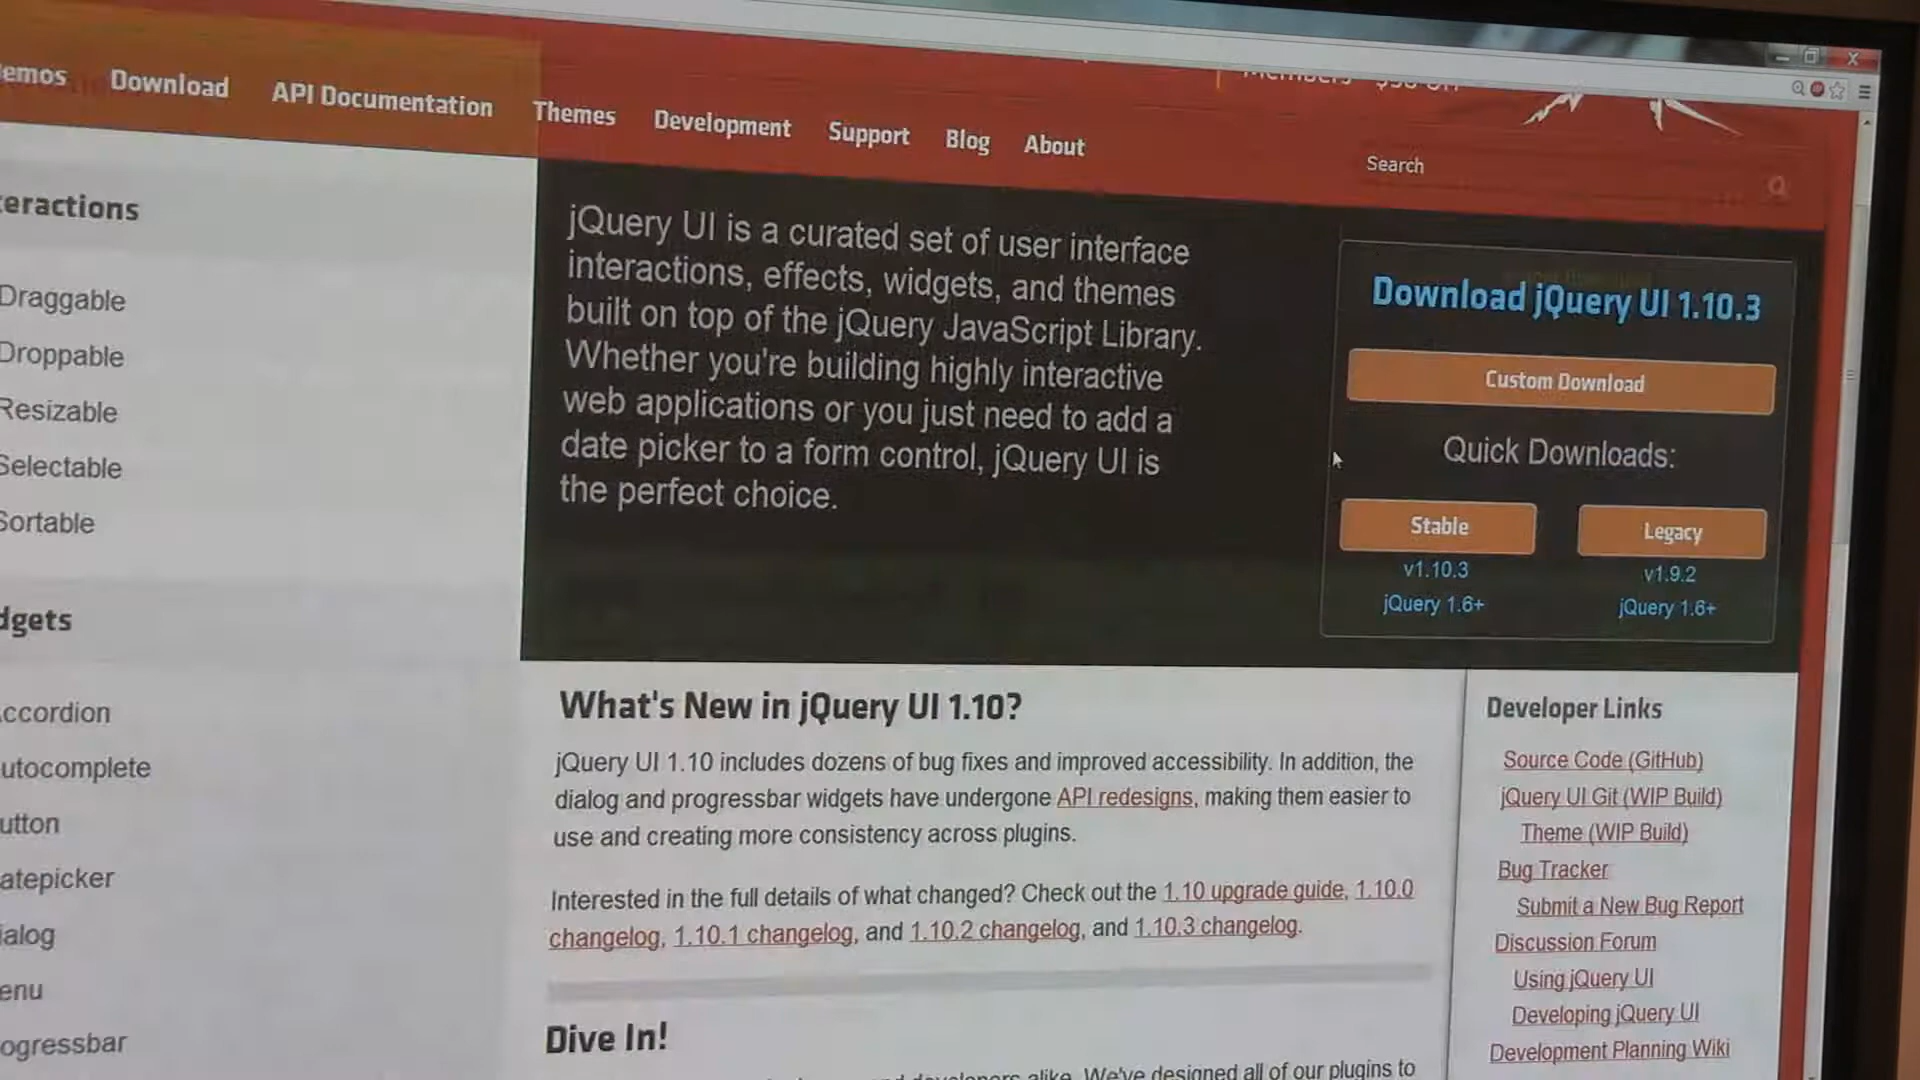 emos Download API Documentation Themes Development Support Blog About
Search
eractions
Draggable
Droppable
Resizable
Selectable
Sortable
dgets
ccordion
utocomplete
utton
atepicker
ialog
enu
ogressbar
jQuery UI is a curated set of user interface
interactions, effects, widgets, and themes
built on top of the jQuery JavaScript Library.
Whether you're building highly interactive
web applications or you just need to add a
date picker to a form control, jQuery UI is
the perfect choice.
Download jQuery UI 1.10.3
Custom Download
Quick Downloads:
Stable Legacy
v1.10.3 v1.9.2
jQuery 1.6+ jQuery 1.6+
What's New in jQuery UI 1.10?
jQuery UI 1.10 includes dozens of bug fixes and improved accessibility. In addition, the
dialog and progressbar widgets have undergone API redesigns, making them easier to
use and creating more consistency across plugins.
Interested in the full details of what changed? Check out the 1.10 upgrade guide, 1.10.0
changelog, 1.10.1 changelog, and 1.10.2 changelog, and 1.10.3 changelog.
Dive In!
alike. We've designed all of our plugins to
Developer Links
Source Code (GitHub)
jQuery UI Git (WIP Build)
Theme (WIP Build)
Bug Tracker
Submit a New Bug Report
Discussion Forum
Using jQuery UI
Developing jQuery UI
Development Planning Wiki